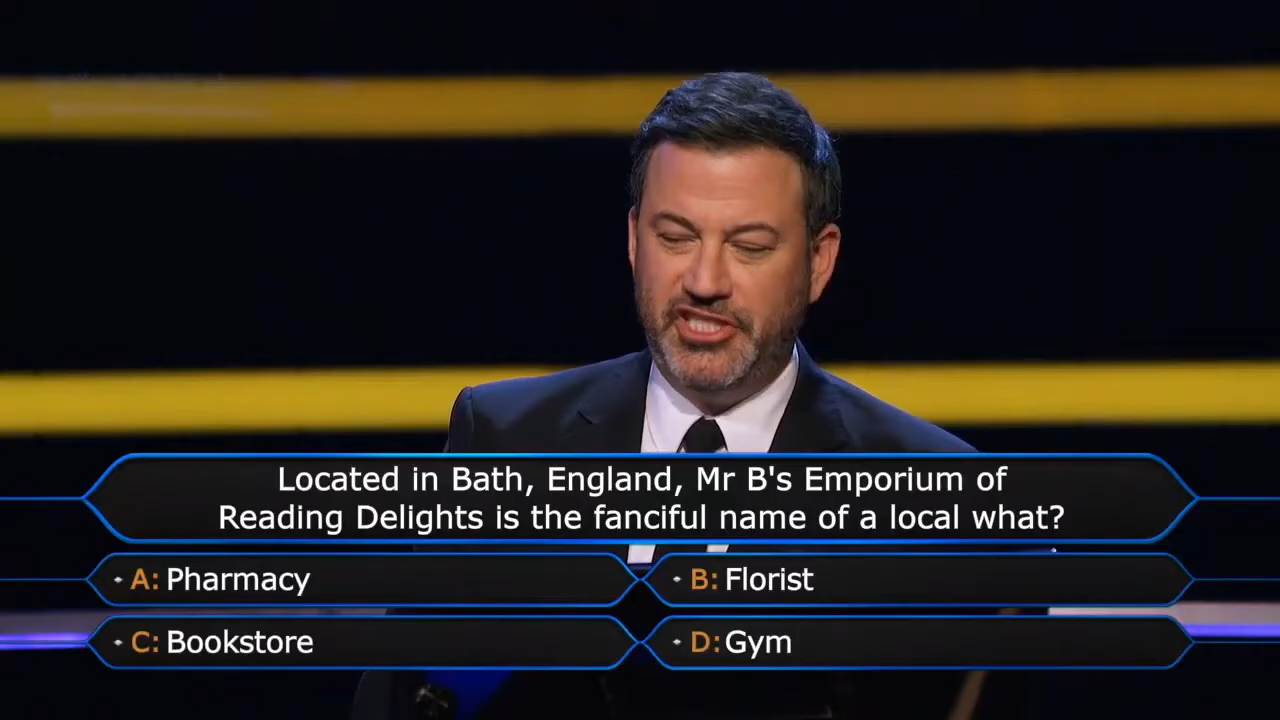 Located in Bath, England, Mr B's Emporium of
Reading Delights is the fanciful name of a local what?
A: Pharmacy
B: Florist
C: Bookstore
D: Gym